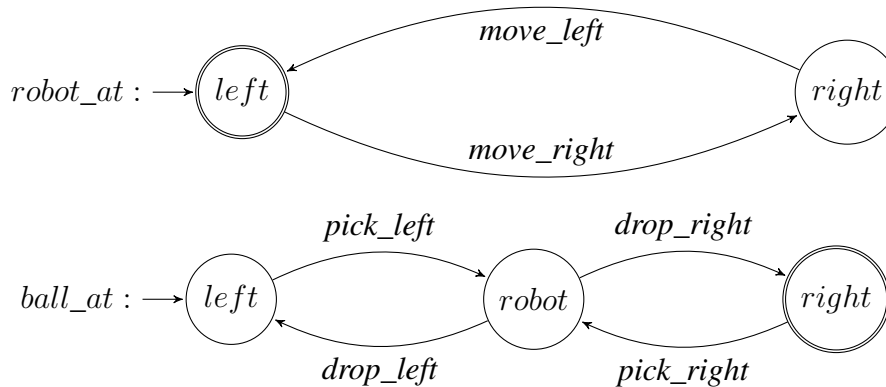 move_left
robot_at : left right
move_right
pick_left drop_right
ball_at : left robot right
drop_left pick_right